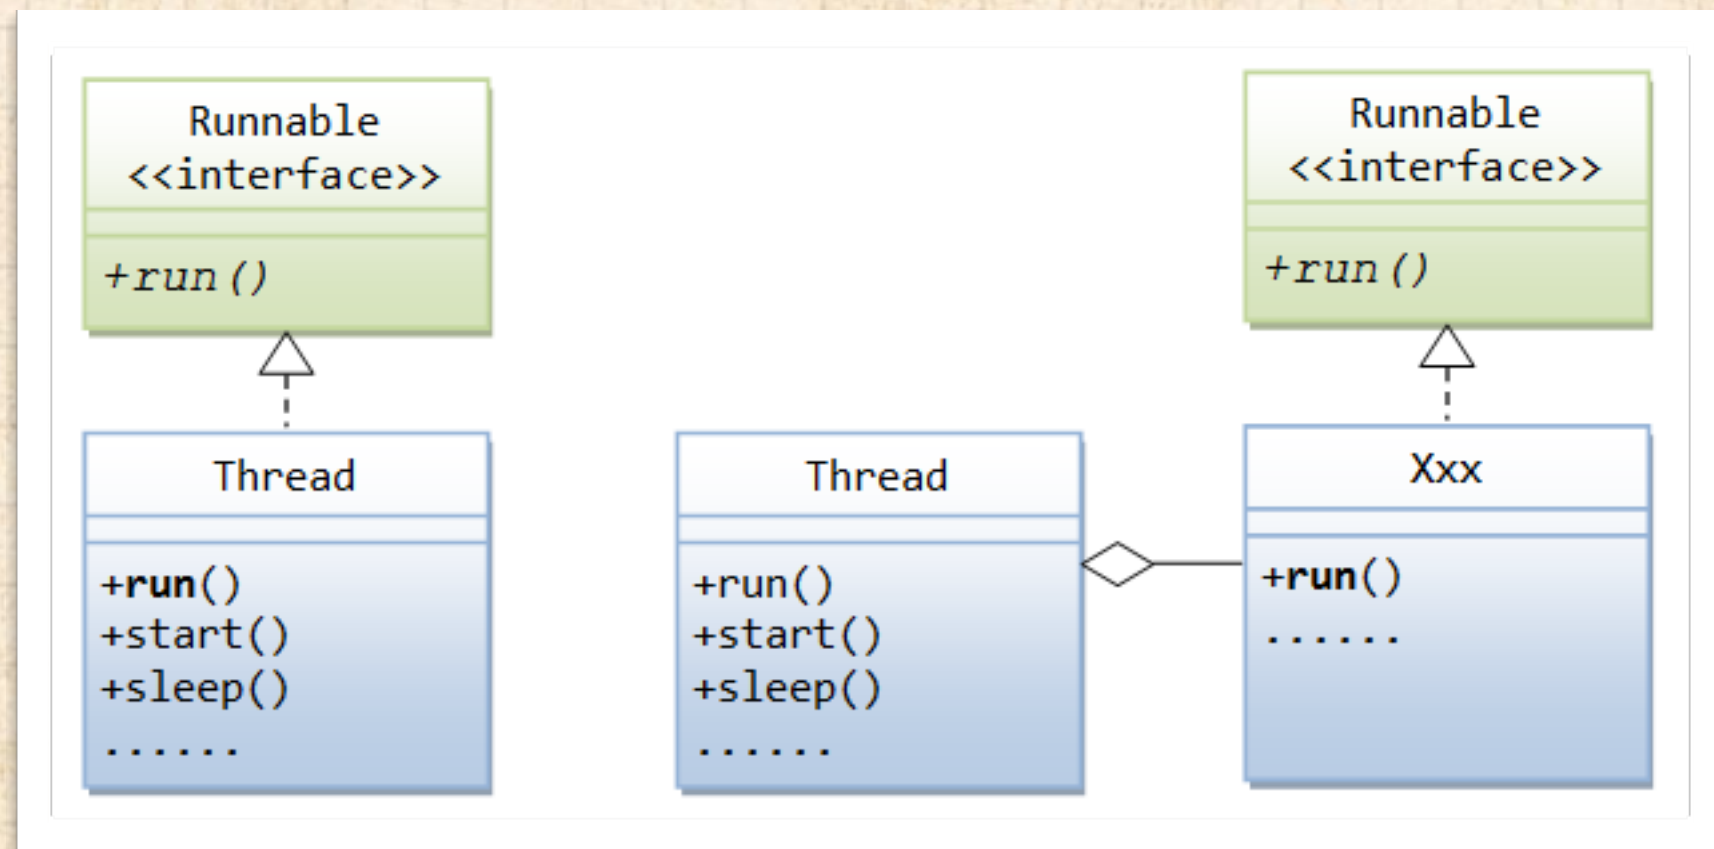 Runnable
<<interface>>
+run()
Thread
+run()
+start()
+sleep()
......
Thread
+run()
+start()
+sleep()
......
Runnable
<<interface>>
+run()
Xxx
+run()
......